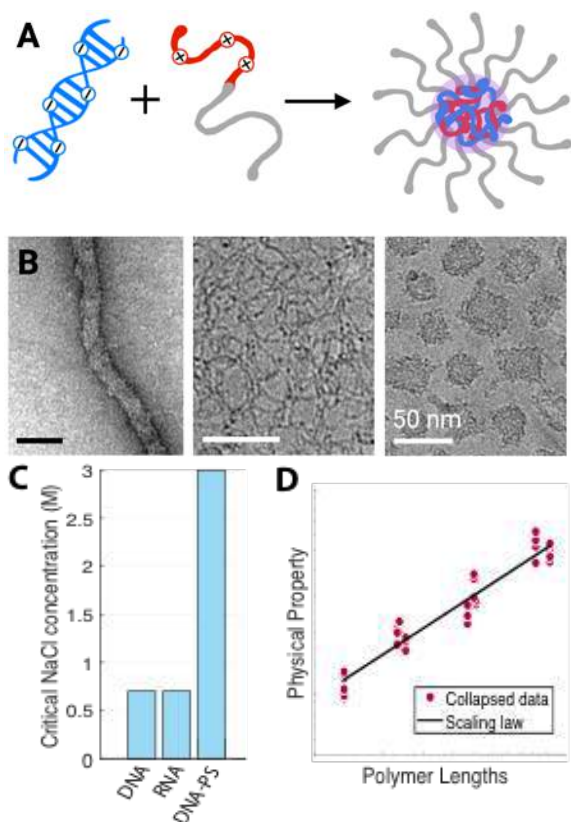 A
+
B
50 nm
C
Critical NaCl concentration (M)
3
2.5
2
1.5
1
0.5
0
DNA
RNA
DNA-PS
D
Physical Property
Collapsed data
Scaling law
Polymer Lengths